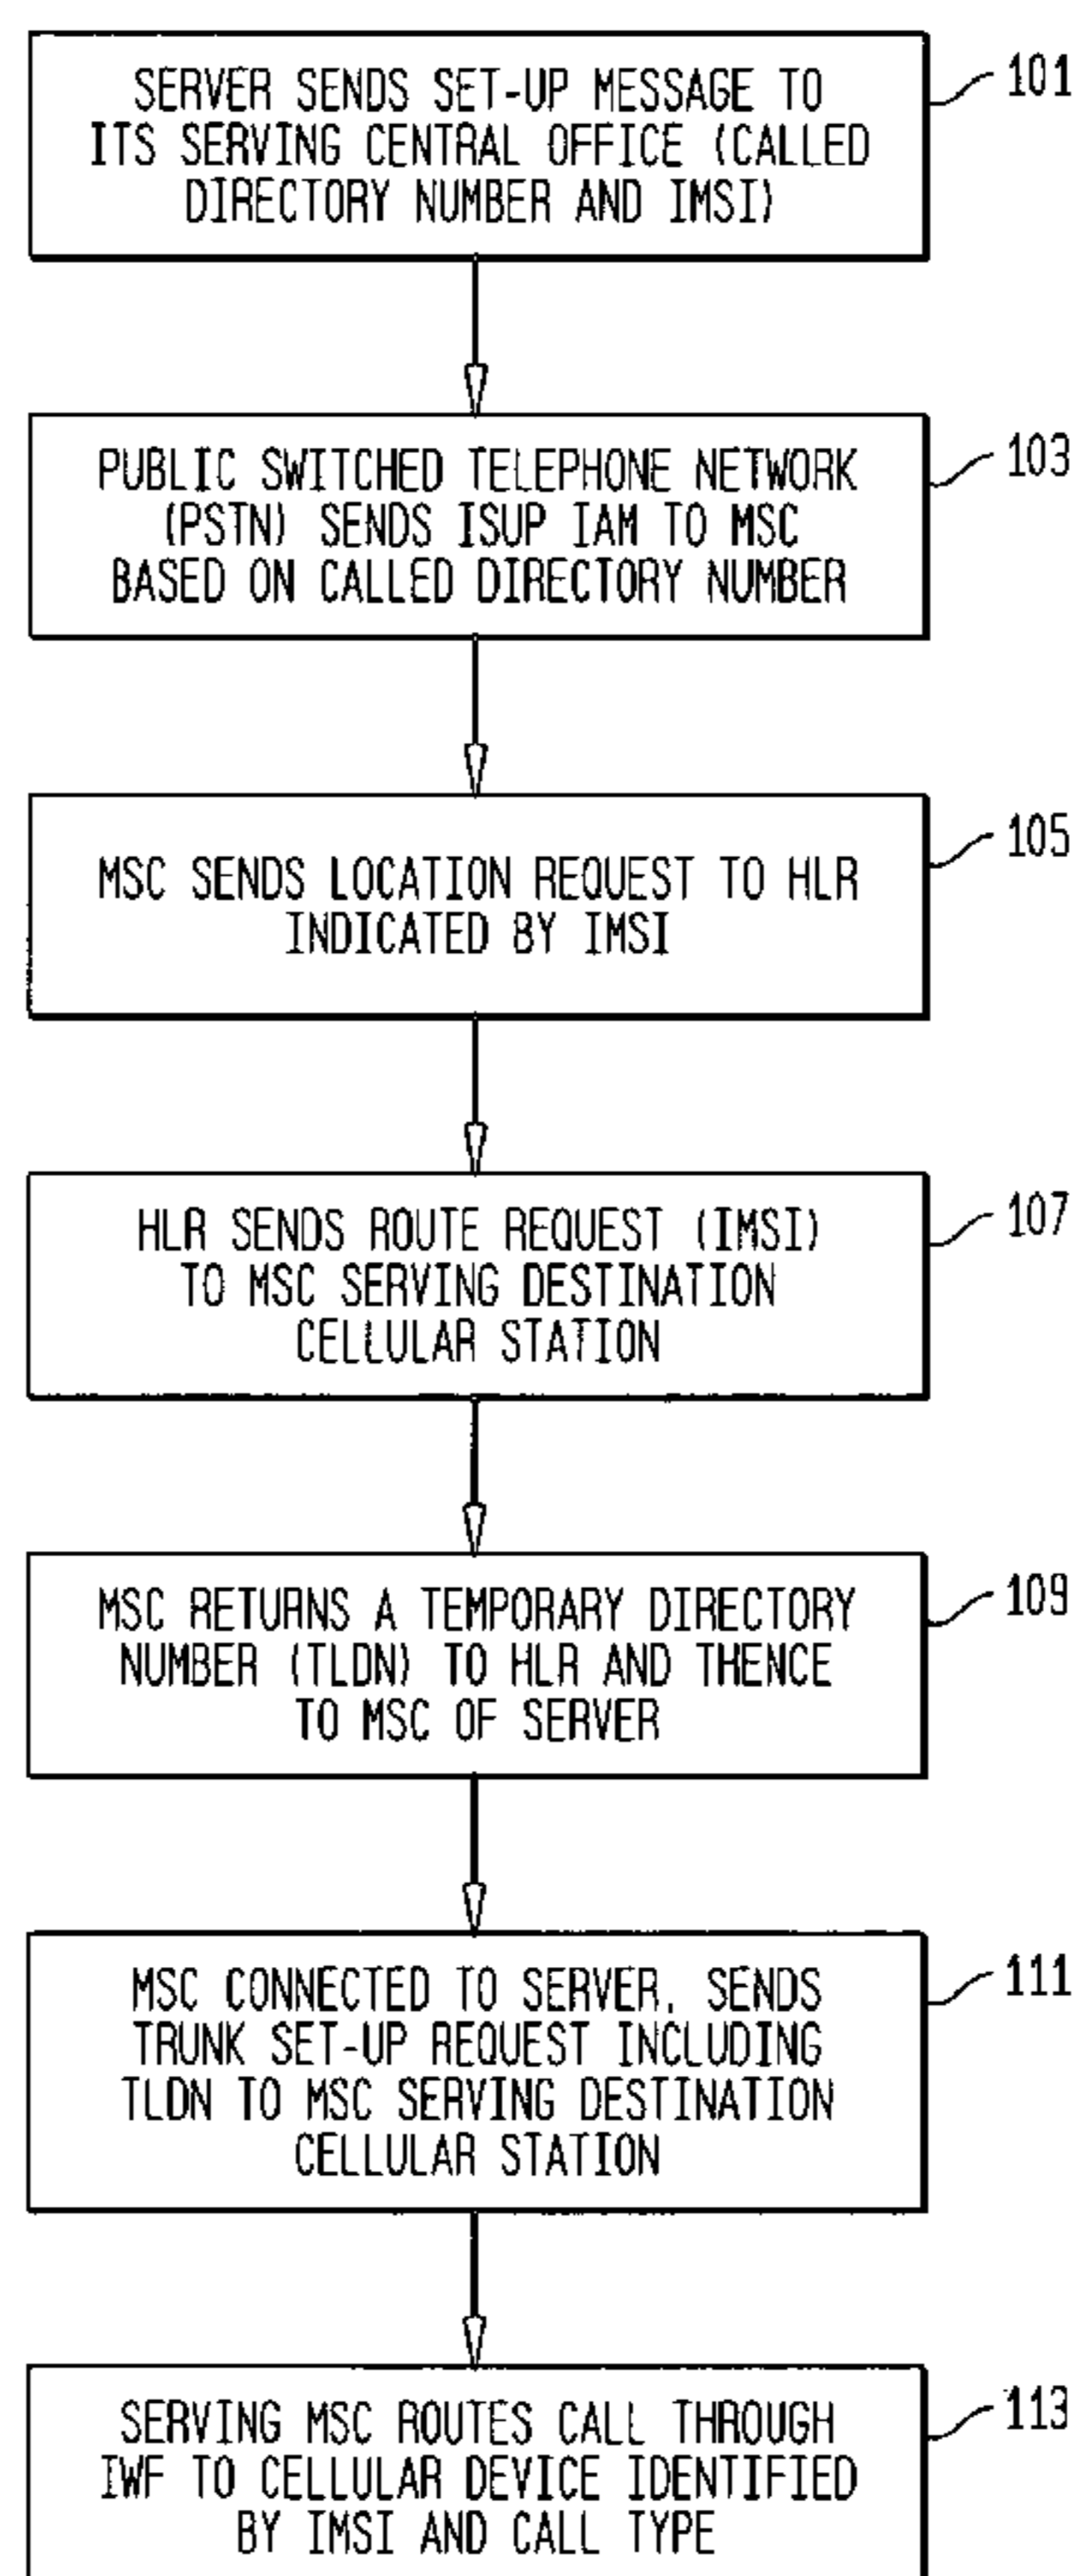 SERVER SENDS SET-UP MESSAGE TO
ITS SERVING CENTRAL OFFICE (CALLED
DIRECTORY NUMBER AND IMSI)
101
PUBLIC SWITCHED TELEPHONE NETWORK
(PSTN) SENDS ISUP IAM TO MSC
BASED ON CALLED DIRECTORY NUMBER
103
MSC SENDS LOCATION REQUEST TO HLR
INDICATED BY IMSI
105
HLR SENDS ROUTE REQUEST (IMSI)
TO MSC SERVING DESTINATION
CELLULAR STATION
107
MSC RETURNS A TEMPORARY DIRECTORY
NUMBER (TLDN) TO HLR AND THENCE
TO MSC OF SERVER
109
MSC CONNECTED TO SERVER, SENDS
TRUNK SET-UP REQUEST INCLUDING
TLDN TO MSC SERVING DESTINATION
CELLULAR STATION
111
SERVING MSC ROUTES CALL THROUGH
IWF TO CELLULAR DEVICE IDENTIFIED
BY IMSI AND CALL TYPE
113